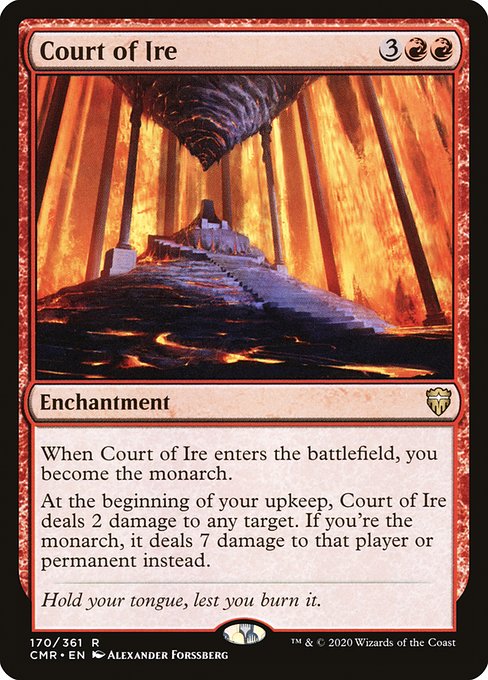 Court of Ire 3
Enchantment
When Court of Ire enters the battlefield, you
become the monarch.
At the beginning of your upkeep, Court of Ire
deals 2 damage to any target. If you're the
monarch, it deals 7 damage to that player or
permanent instead.
Hold your tongue, lest you burn it.
170/361 R
CMR • EN Alexander Forssberg
™ & © 2020 Wizards of the Coast